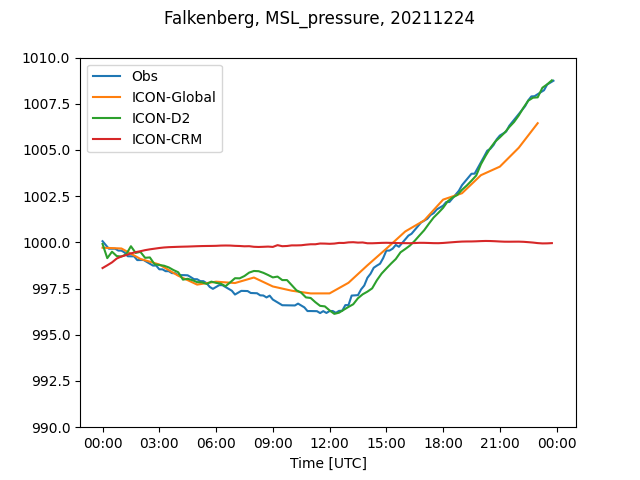 Falkenberg, MSL_pressure, 20211224
1010.0
1007.5
1005.0
1002.5
1000.0
997.5
995.0
992.5
990.0
Obs
ICON-Global
ICON-D2
ICON-CRM
00:00 03:00 06:00 09:00 12:00 15:00 18:00 21:00 00:00
Time [UTC]